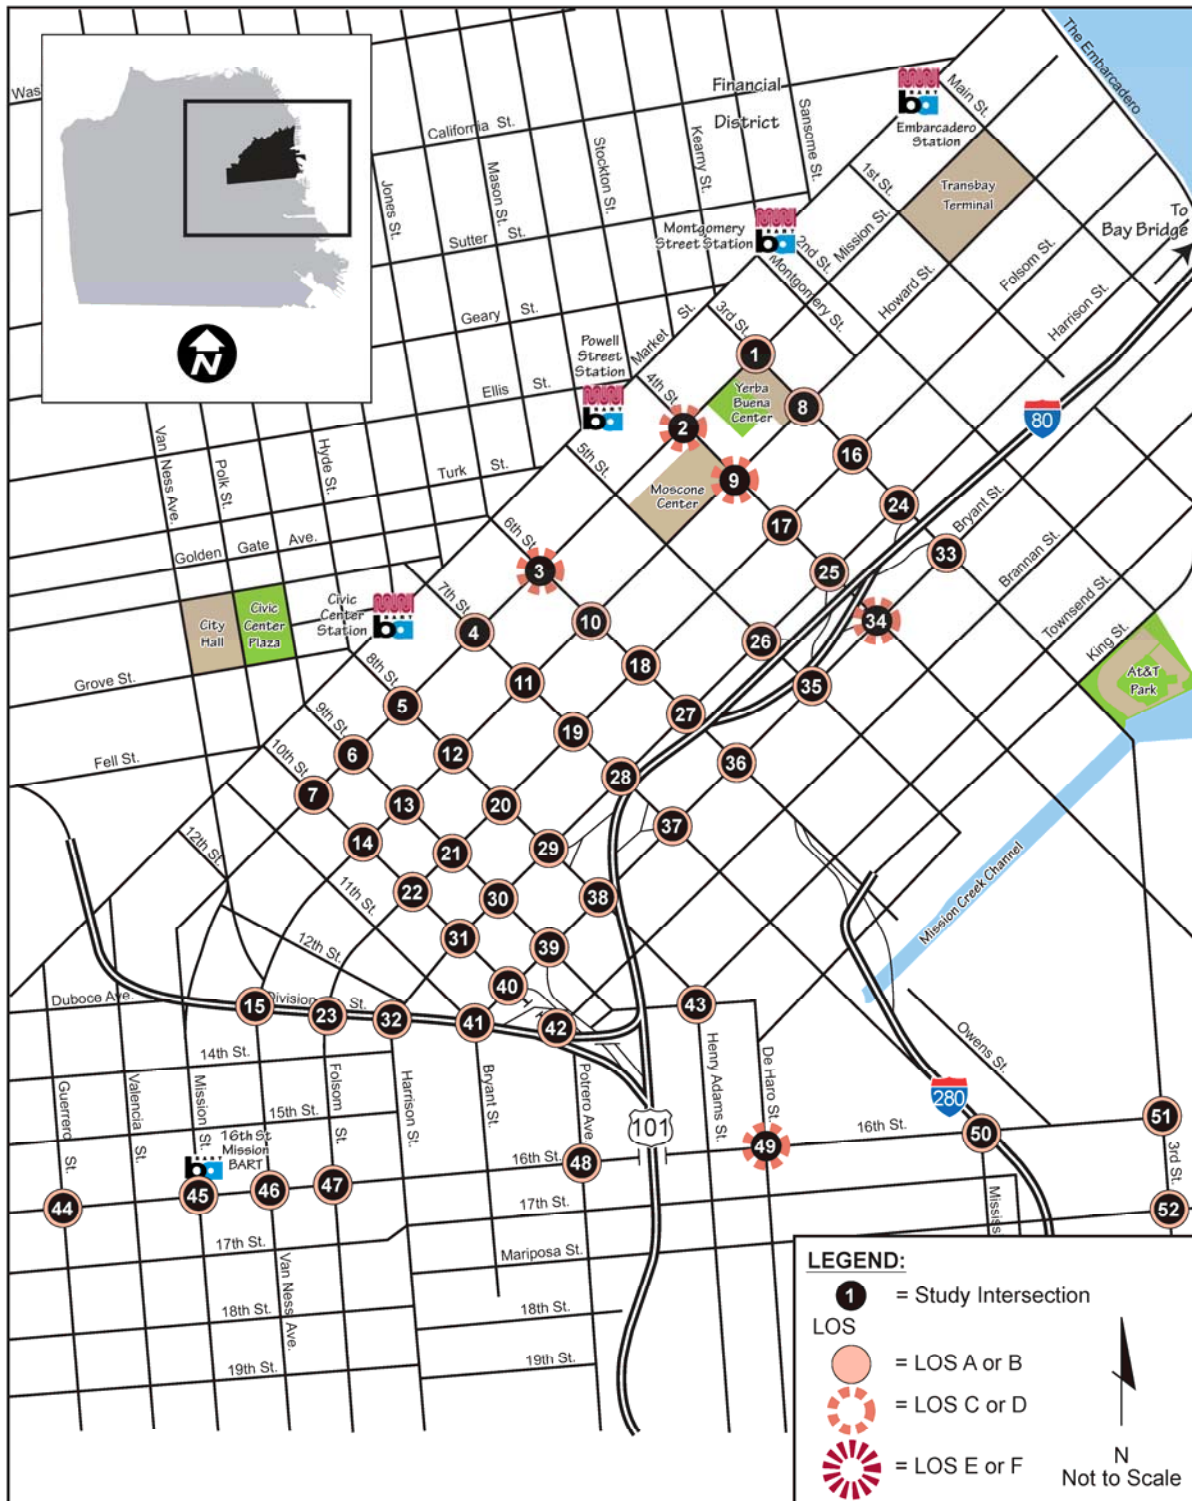 The Embarcadero
Was
Financial
District
California St.
Main St.
Embarcadero
Station
BART
ba
Kearny St.
Sansome St.
Stockton St.
Mason St.
Jones St.
1st St.
Transbay
Terminal
To
Bay Bridge
Montgomery
Street Station
BART
ba
2nd St.
Mission St.
Sutter St.
Montgomery St.
Howard St.
Folsom St.
Harrison St.
N
Geary St.
3rd St.
Market St.
Powell
Street
Station
BART
ba
1
Ellis St.
4th St.
Yerba
Buena
Center
8
80
Van Ness Ave.
Polk St.
Hyde St.
2
Turk St.
5th St.
16
Moscone
Center
9
24
Bryant St.
17
6th St.
33
Brannan St.
Golden Gate Ave.
3
25
Townsend St.
City
Hall
Civic
Center
Plaza
Civic
Center
Station
BART
ba
7th St.
4
10
26
34
King St.
At&T
Park
Grove St.
8th St.
18
11
35
5
27
9th St.
19
Fell St.
6
12
36
10th St.
28
7
13
20
37
12th St.
14
21
29
11th St.
22
30
38
Mission Creek Channel
12th St.
31
39
40
Duboce Ave.
15
Division St.
23
32
41
42
43
Owens St.
14th St.
Guerrero St.
Valencia St.
Mission St.
Folsom St.
Harrison St.
Bryant St.
Potrero Ave
Henry Adams St.
De Haro St.
280
15th St.
101
51
16th St
Mission
BART
BART
ba
16th St.
48
49
16th St.
50
3rd St.
44
45
46
47
17th St.
Mississ
52
17th St.
Mariposa St.
Van Ness Ave.
18th St.
18th St.
19th St.
19th St.
LEGEND:
1 = Study Intersection
LOS
= LOS A or B
= LOS C or D
= LOS E or F
N
Not to Scale